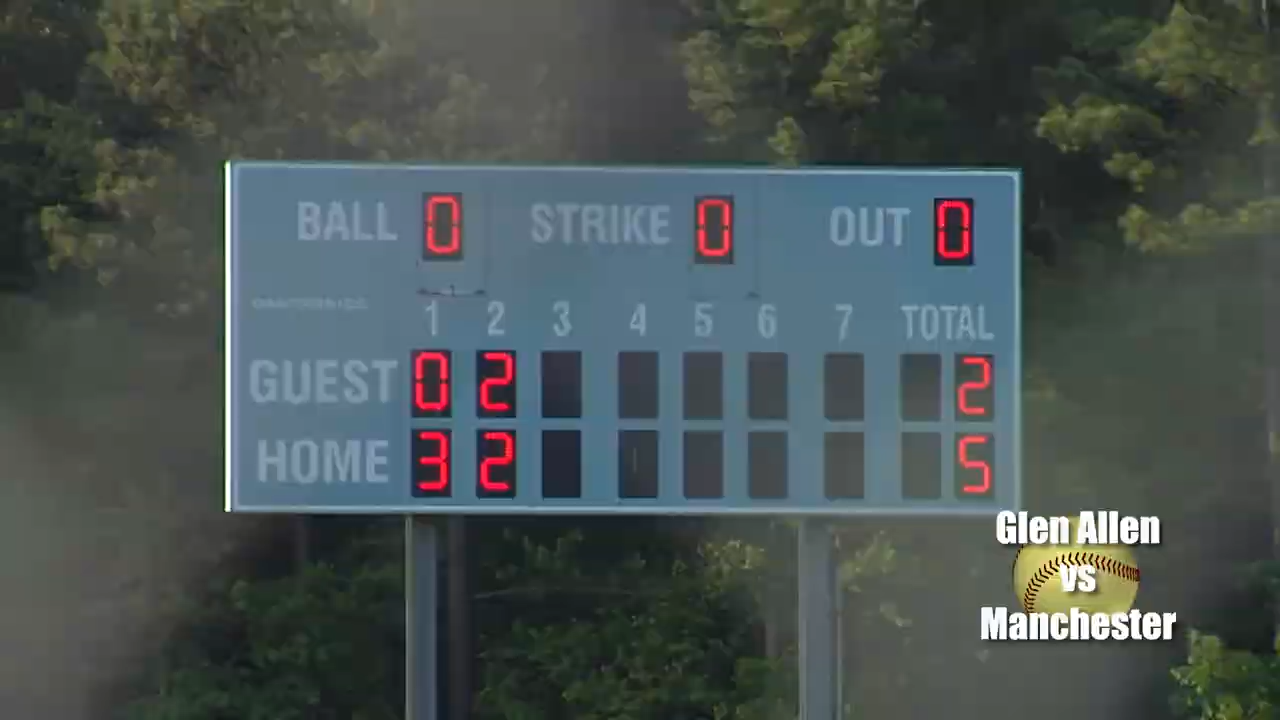 BALL 0 STRIKE 0 OUT 0
1 2 3 4 5 6 7 TOTAL
GUEST 0 2 2
HOME 3 2 5
Glen Allen
vs
Manchester